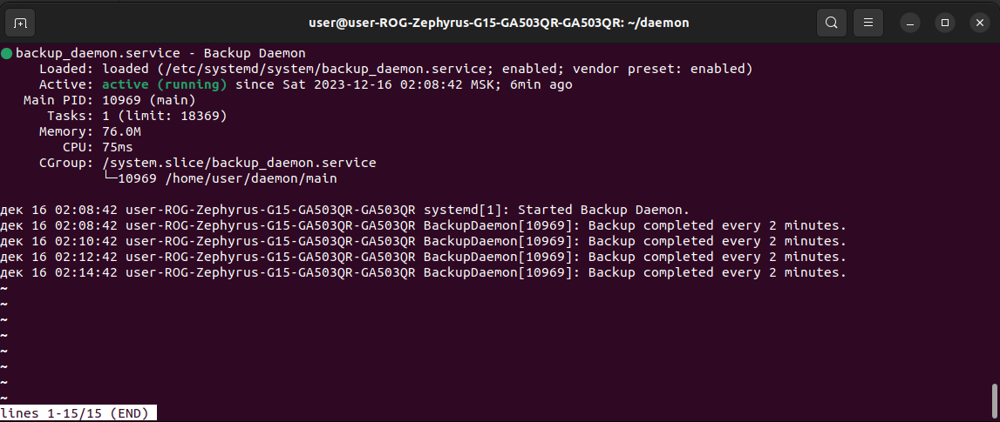 user@user-ROG-Zephyrus-G15-GA503QR-GA503QR: ~/daemon
backup_daemon.service - Backup Daemon
Loaded: loaded (/etc/systemd/system/backup_daemon.service; enabled; vendor preset: enabled)
Active: active (running) since Sat 2023-12-16 02:08:42 MSK; 6min ago
Main PID: 10969 (main)
Tasks: 1 (limit: 18369)
Memory: 76.0M
CPU: 75ms
CGroup: /system.slice/backup_daemon.service
└─10969 /home/user/daemon/main
дек 16 02:08:42 user-ROG-Zephyrus-G15-GA503QR-GA503QR systemd[1]: Started Backup Daemon.
дек 16 02:08:42 user-ROG-Zephyrus-G15-GA503QR-GA503QR BackupDaemon[10969]: Backup completed every 2 minutes.
дек 16 02:10:42 user-ROG-Zephyrus-G15-GA503QR-GA503QR BackupDaemon[10969]: Backup completed every 2 minutes.
дек 16 02:12:42 user-ROG-Zephyrus-G15-GA503QR-GA503QR BackupDaemon[10969]: Backup completed every 2 minutes.
дек 16 02:14:42 user-ROG-Zephyrus-G15-GA503QR-GA503QR BackupDaemon[10969]: Backup completed every 2 minutes.
~
~
~
~
~
~
~
~
lines 1-15/15 (END)